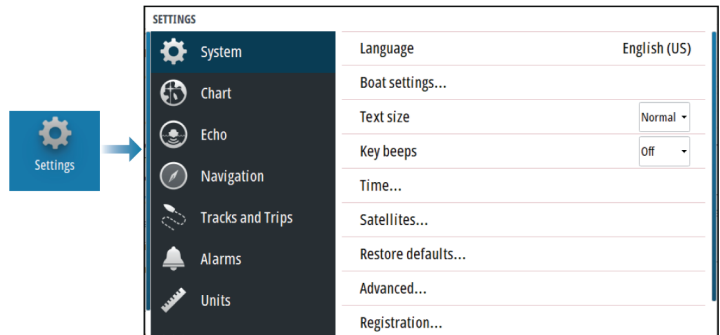 SETTINGS
Settings
System
Chart
Echo
Navigation
Tracks and Trips
Alarms
Units
Language English (US)
Boat settings...
Text size Normal
Key beeps Off
Time...
Satellites...
Restore defaults...
Advanced...
Registration...